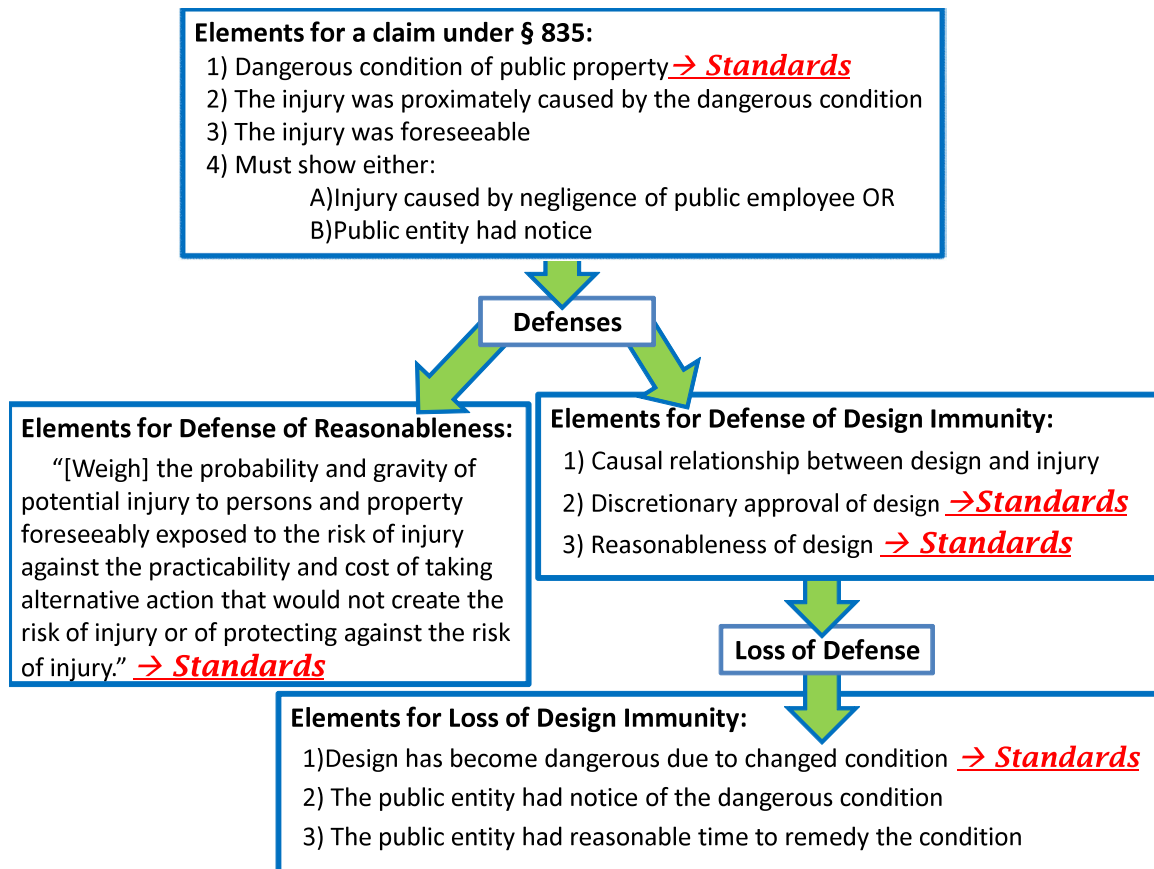 Elements for a claim under § 835:
1) Dangerous condition of public property→ Standards
2) The injury was proximately caused by the dangerous condition
3) The injury was foreseeable
4) Must show either:
A)Injury caused by negligence of public employee OR
B)Public entity had notice
Defenses
Elements for Defense of Reasonableness:
“[Weigh] the probability and gravity of
potential injury to persons and property
foreseeably exposed to the risk of injury
against the practicability and cost of taking
alternative action that would not create the
risk of injury or of protecting against the risk
of injury.” → Standards
Elements for Defense of Design Immunity:
1) Causal relationship between design and injury
2) Discretionary approval of design →Standards
3) Reasonableness of design → Standards
Loss of Defense
Elements for Loss of Design Immunity:
1)Design has become dangerous due to changed condition → Standards
2) The public entity had notice of the dangerous condition
3) The public entity had reasonable time to remedy the condition